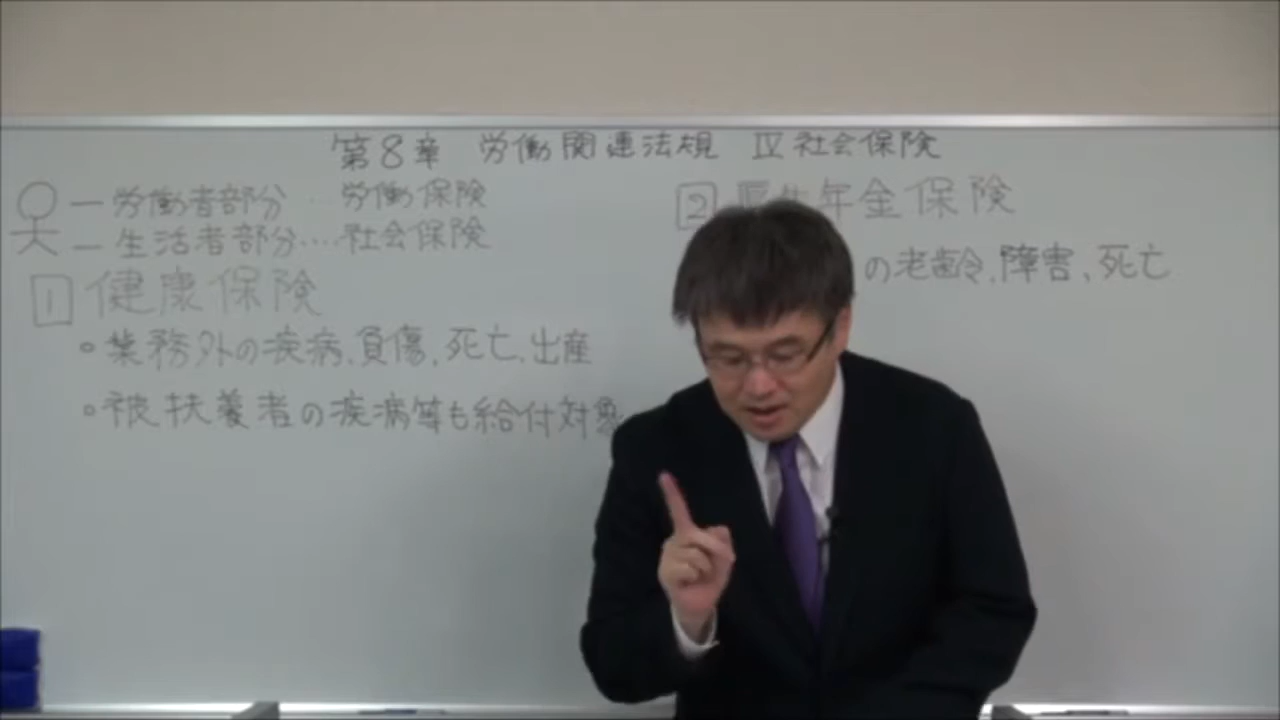 第8章 労働関連法規 Ⅳ社会保険
ー労働者部分…労働保険
ー生活者部分…社会保険
1 健康保険
・業務外の疾病、負傷、死亡、出産
・被扶養者の疾病等も給付対象
2 厚生年金保険
の老齢、障害、死亡